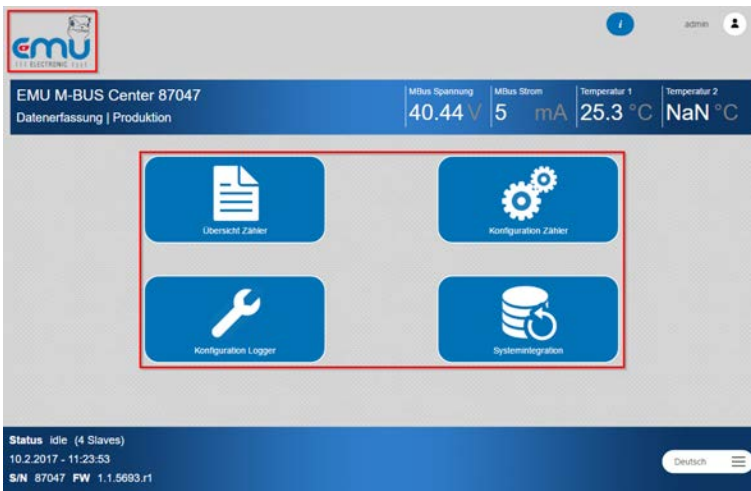 emu
ELECTRONIC
i
admin
EMU M-BUS Center 87047
Datenerfassung | Produktion
MBus Spannung
40.44 V
MBus Strom
5 mA
Temperatur 1
25.3 °C
Temperatur 2
NaN °C
Übersicht Zähler
Konfiguration Zähler
Konfiguration Logger
Systemintegration
Status idle (4 Slaves)
10.2.2017 - 11:23:53
S/N 87047 FW 1.1.5693.r1
Deutsch